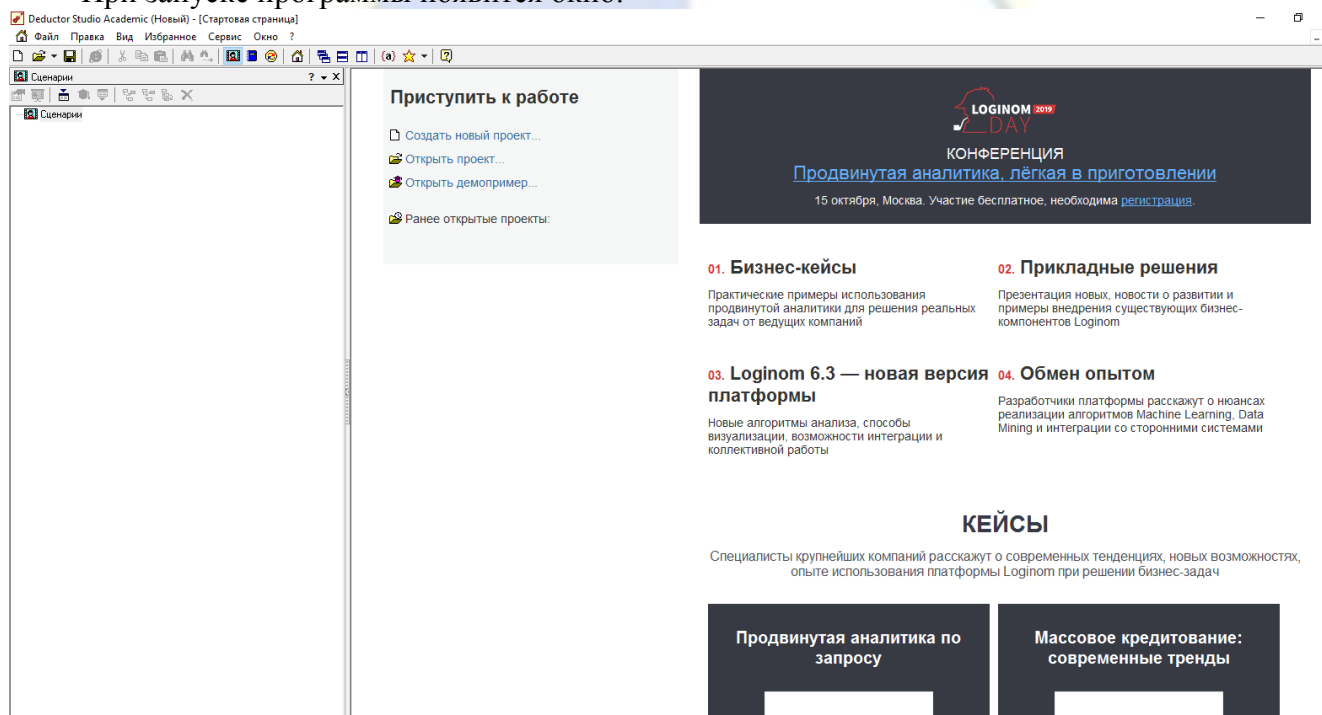 При запуске программы появится окно:
Deductor Studio Academic (Новый) - [Стартовая страница]
Файл Правка Вид Избранное Сервис Окно ?
Сценарии
Сценарии
Приступить к работе
Создать новый проект...
Открыть проект...
Открыть демопример...
Ранее открытые проекты:
LOGINOM 2019
DAY
КОНФЕРЕНЦИЯ
Продвинутая аналитика, лёгкая в приготовлении
15 октября, Москва. Участие бесплатное, необходима регистрация.
01. Бизнес-кейсы
Практические примеры использования
продвинутой аналитики для решения реальных
задач от ведущих компаний
02. Прикладные решения
Презентация новых, новости о развитии и
примеры внедрения существующих бизнес-
компонентов Loginom
03. Loginom 6.3 — новая версия
платформы
Новые алгоритмы анализа, способы
визуализации, возможности интеграции и
коллективной работы
04. Обмен опытом
Разработчики платформы расскажут о нюансах
реализации алгоритмов Machine Learning, Data
Mining и интеграции со сторонними системами
КЕЙСЫ
Специалисты крупнейших компаний расскажут о современных тенденциях, новых возможностях,
опыте использования платформы Loginom при решении бизнес-задач
Продвинутая аналитика по
запросу
Массовое кредитование:
современные тренды